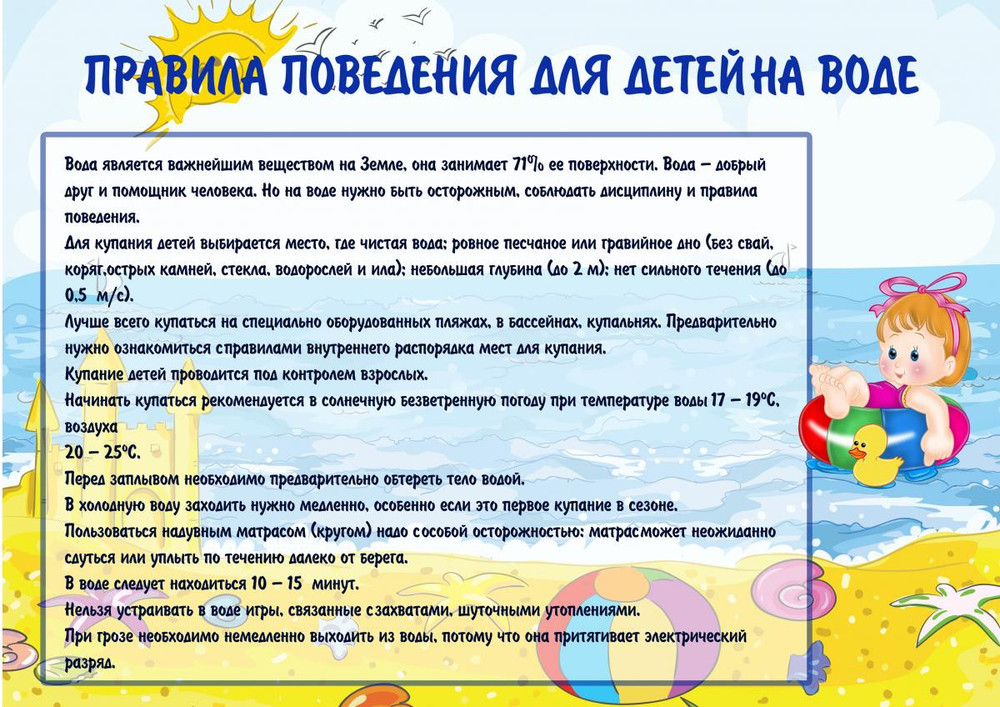 ПРАВИЛА ПОВЕДЕНИЯ ДЛЯ ДЕТЕЙ НА ВОДЕ
Вода является важнейшим веществом на Земле, она занимает 71% ее поверхности. Вода – добрый
друг и помощник человека. Но на воде нужно быть осторожным, соблюдать дисциплину и правила
поведения.
Для купания детей выбирается место, где чистая вода; ровное песчаное или гравийное дно (без свай,
коряг,острых камней, стекла, водорослей и ила); небольшая глубина (до 2 м); нет сильного течения (до
0,5 м/с).
Лучше всего купаться на специально оборудованных пляжах, в бассейнах, купальнях. Предварительно
нужно ознакомиться с правилами внутреннего распорядка мест для купания.
Купание детей проводится под контролем взрослых.
Начинать купаться рекомендуется в солнечную безветренную погоду при температуре воды 17 – 19ºС,
воздуха
20 – 25ºС.
Перед заплывом необходимо предварительно обтереть тело водой.
В холодную воду заходить нужно медленно, особенно если это первое купание в сезоне.
Пользоваться надувным матрасом (кругом) надо с особой осторожностью: матрас может неожиданно
сдуться или уплыть по течению далеко от берега.
В воде следует находиться 10 – 15 минут.
Нельзя устраивать в воде игры, связанные с захватами, шуточными утоплениями.
При грозе необходимо немедленно выходить из воды, потому что она притягивает электрический
разряд.